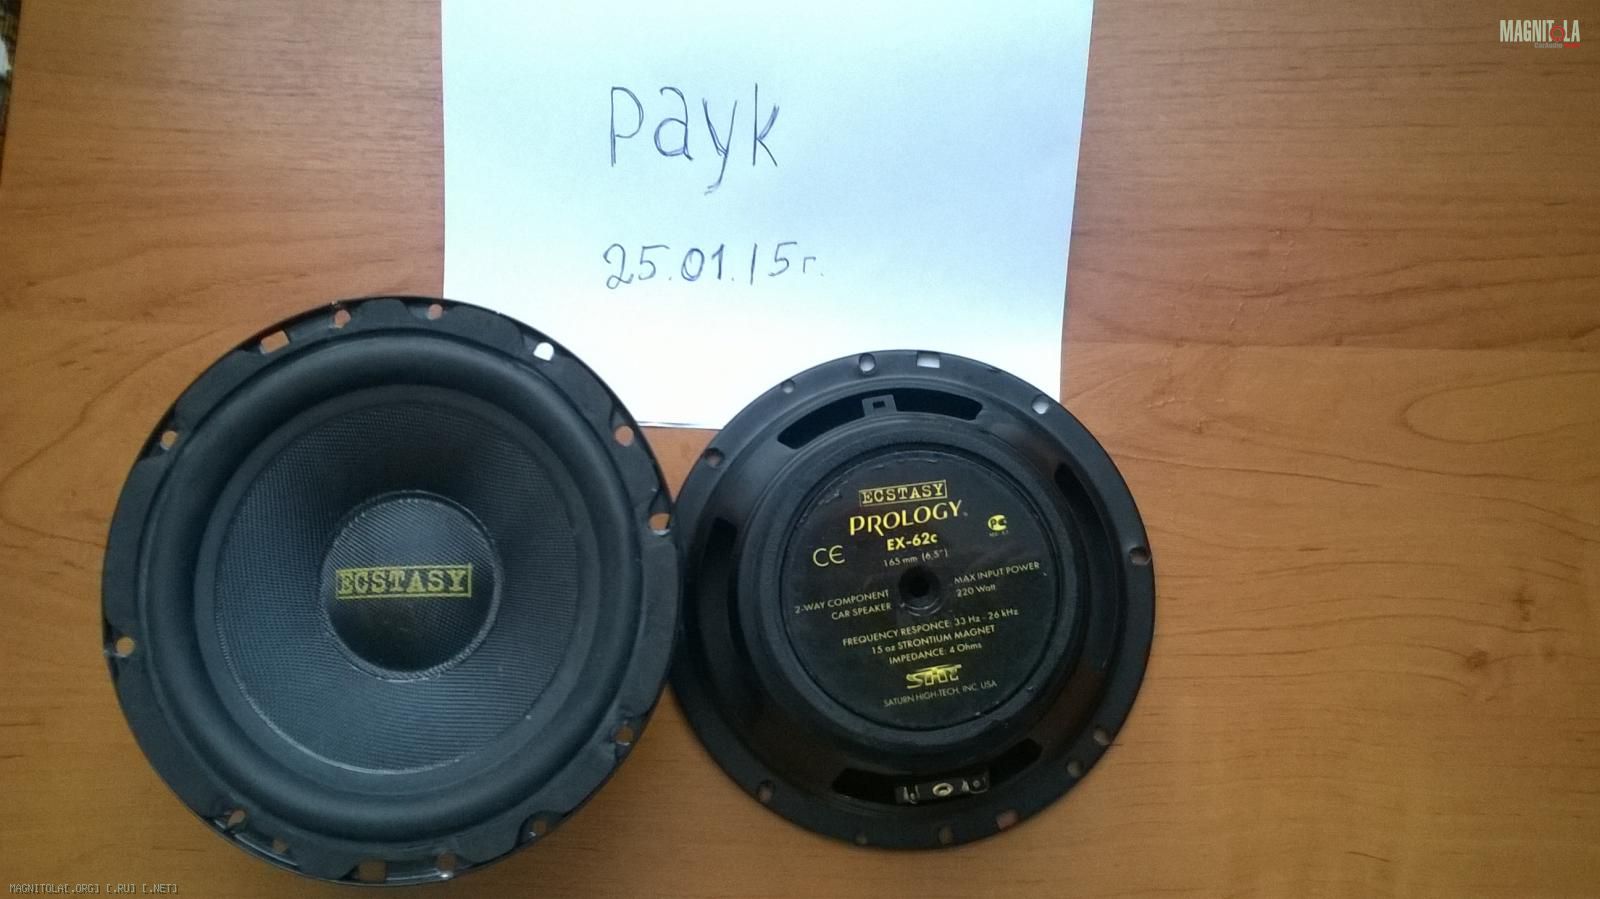 MAGNITOLA
payk
25.01.15г.
ECSTASY
ECSTASY
PROLOGY
EX-62c
CE
165 mm (6,5")
2-WAY COMPONENT
CAR SPEAKER
MAX INPUT POWER
220 Watt
FREQUENCY RESPONCE: 33 Hz - 26 kHz
15 oz STRONTIUM MAGNET
IMPEDANCE: 4 Ohms
SATURN HIGH-TECH, INC. USA
MAGNITOLA[.ORG] [.RU] [.NET]